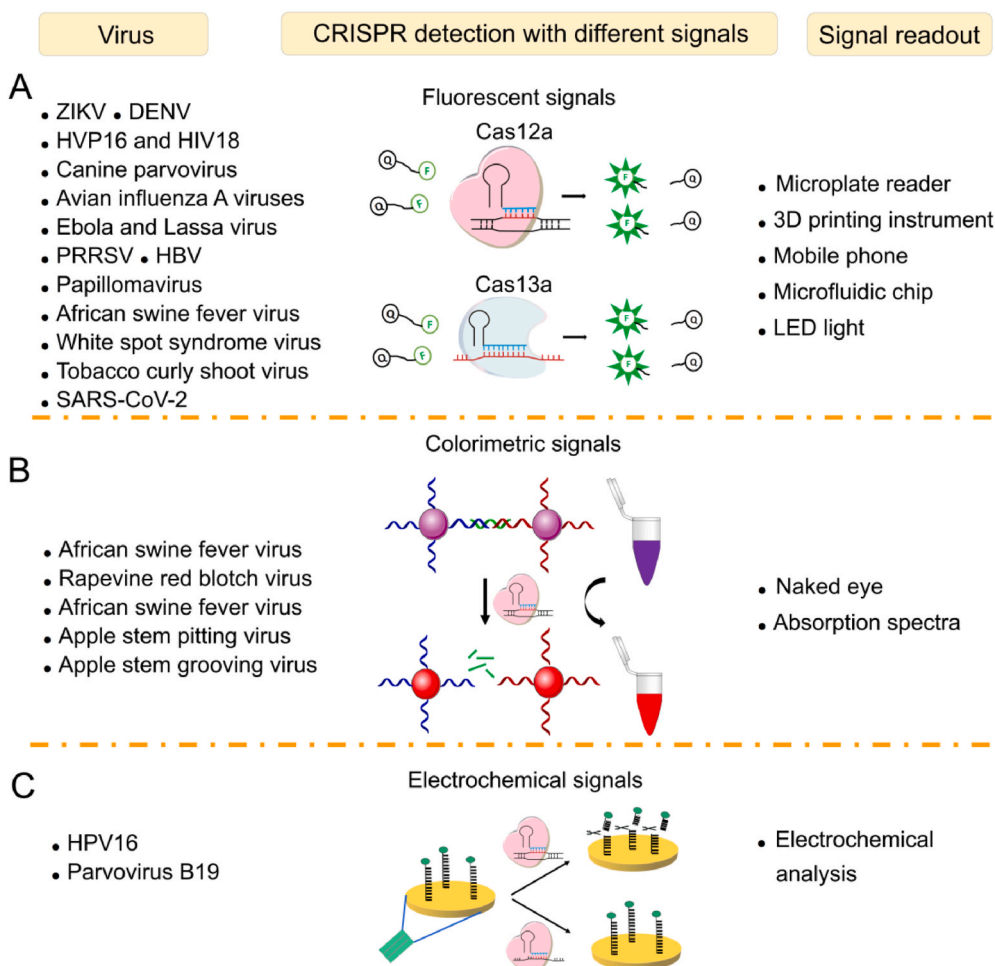 Virus
CRISPR detection with different signals
Signal readout
A
• ZIKV • DENV
• HVP16 and HIV18
• Canine parvovirus
• Avian influenza A viruses
• Ebola and Lassa virus
• PRRSV • HBV
• Papillomavirus
• African swine fever virus
• White spot syndrome virus
• Tobacco curly shoot virus
• SARS-CoV-2
Fluorescent signals
Cas12a
Q F F Q
Q F F Q
Cas13a
Q F F Q
Q F F Q
• Microplate reader
• 3D printing instrument
• Mobile phone
• Microfluidic chip
• LED light
B
Colorimetric signals
• African swine fever virus
• Rapevine red blotch virus
• African swine fever virus
• Apple stem pitting virus
• Apple stem grooving virus
• Naked eye
• Absorption spectra
C
Electrochemical signals
• HPV16
• Parvovirus B19
• Electrochemical
analysis